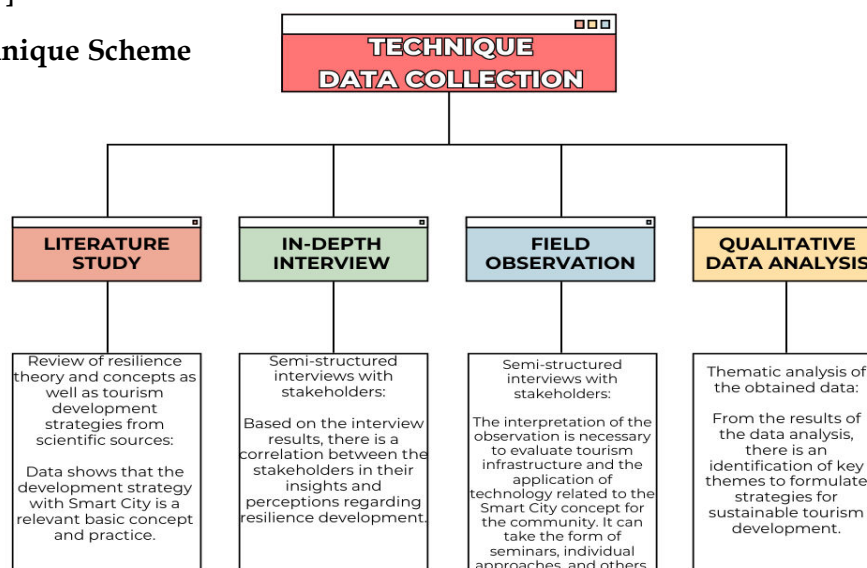 ]
nique Scheme
TECHNIQUE
DATA COLLECTION
LITERATURE
STUDY
Review of resilience
theory and concepts as
well as tourism
development
strategies from
scientific sources:
Data shows that the
development strategy
with Smart City is a
relevant basic concept
and practice.
IN-DEPTH
INTERVIEW
Semi-structured
interviews with
stakeholders:
Based on the interview
results, there is a
correlation between the
stakeholders in their
insights and
perceptions regarding
resilience development.
FIELD
OBSERVATION
Semi-structured
interviews with
stakeholders:
The interpretation of the
observation is necessary
to evaluate tourism
infrastructure and the
application of
technology related to the
Smart City concept for
the community. It can
take the form of
seminars, individual
approaches, and others.
QUALITATIVE
DATA ANALYSIS
Thematic analysis of
the obtained data:
From the results of
the data analysis,
there is an
identification of key
themes to formulate
strategies for
sustainable tourism
development.